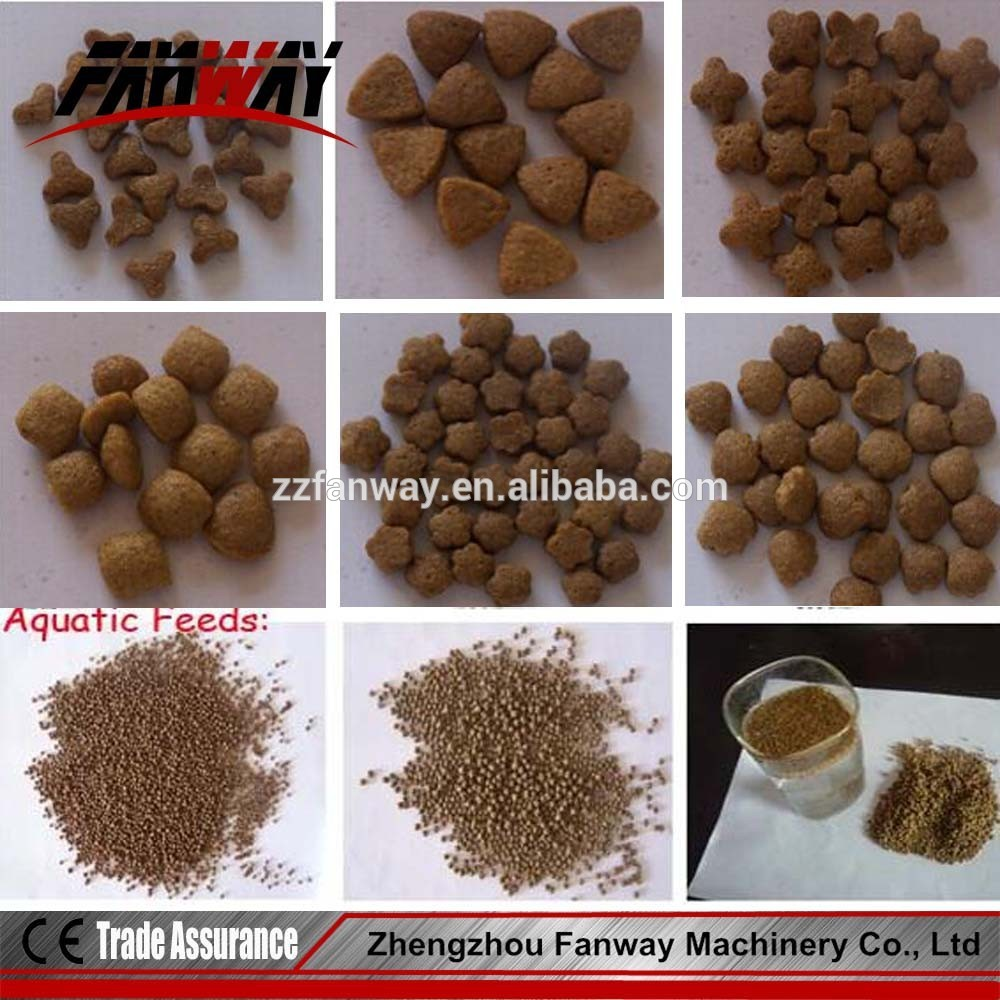 FANWAY
zzfanway.en.alibaba.com
Aquatic Feeds:
CE Trade Assurance
Zhengzhou Fanway Machinery Co., Ltd